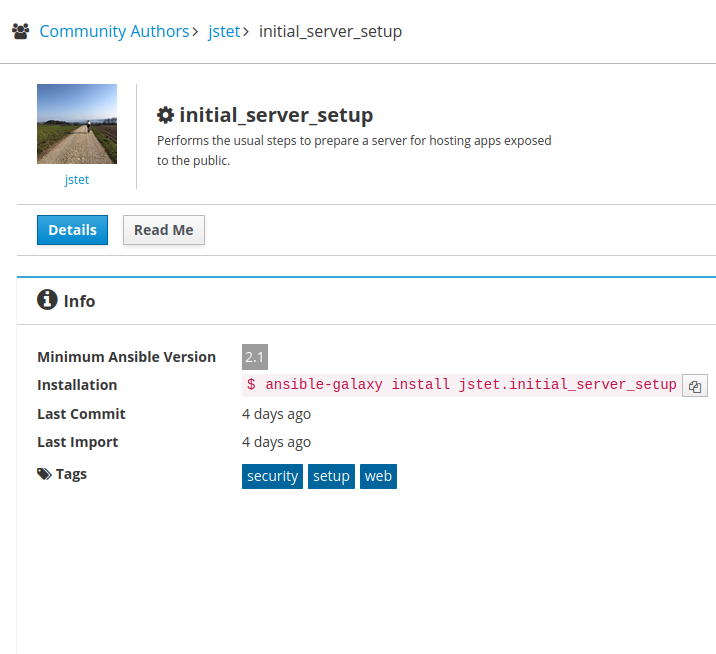 Community Authors > jstet > initial_server_setup
initial_server_setup
Performs the usual steps to prepare a server for hosting apps exposed
to the public.
jstet
Details Read Me
Info
Minimum Ansible Version 2.1
Installation $ ansible-galaxy install jstet.initial_server_setup
Last Commit 4 days ago
Last Import 4 days ago
Tags security setup web